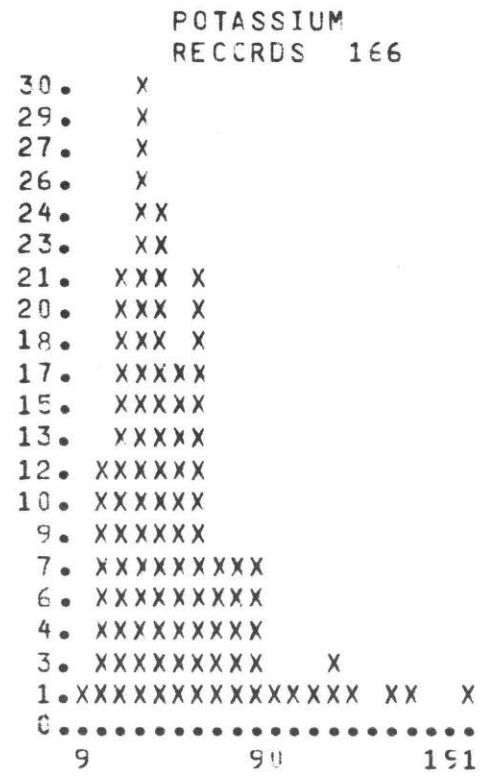 POTASSIUM
RECORDS 166
30. X
29. X
27. X
26. X
24. XX
23. XX
21. XXX X
20. XXX X
18. XXX X
17. XXXXX
15. XXXXX
13. XXXXX
12. XXXXXX
10. XXXXXX
9. XXXXXX
7. XXXXXXXXX
6. XXXXXXXXX
4. XXXXXXXXX
3. XXXXXXXXX X
1.XXXXXXXXXXXXXXX XX X
0......................
9 90 191